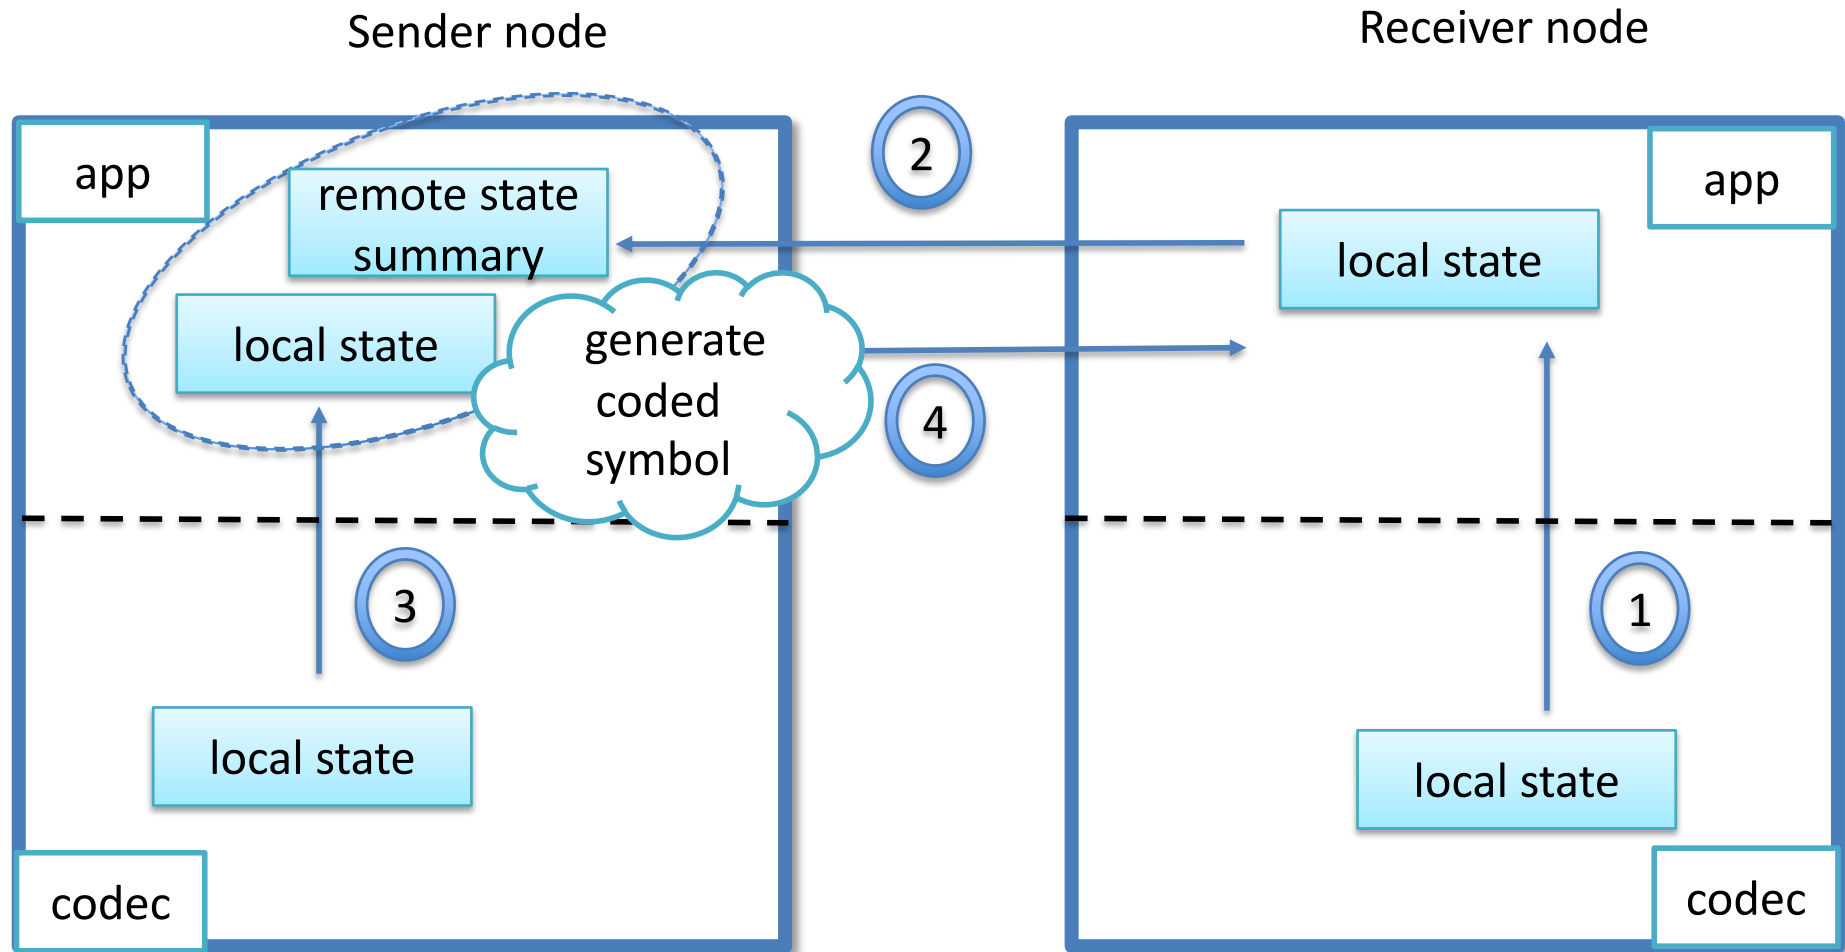 Sender node
Receiver node
app
remote state
summary
local state
generate
coded
symbol
2
4
app
local state
3
local state
codec
1
local state
codec